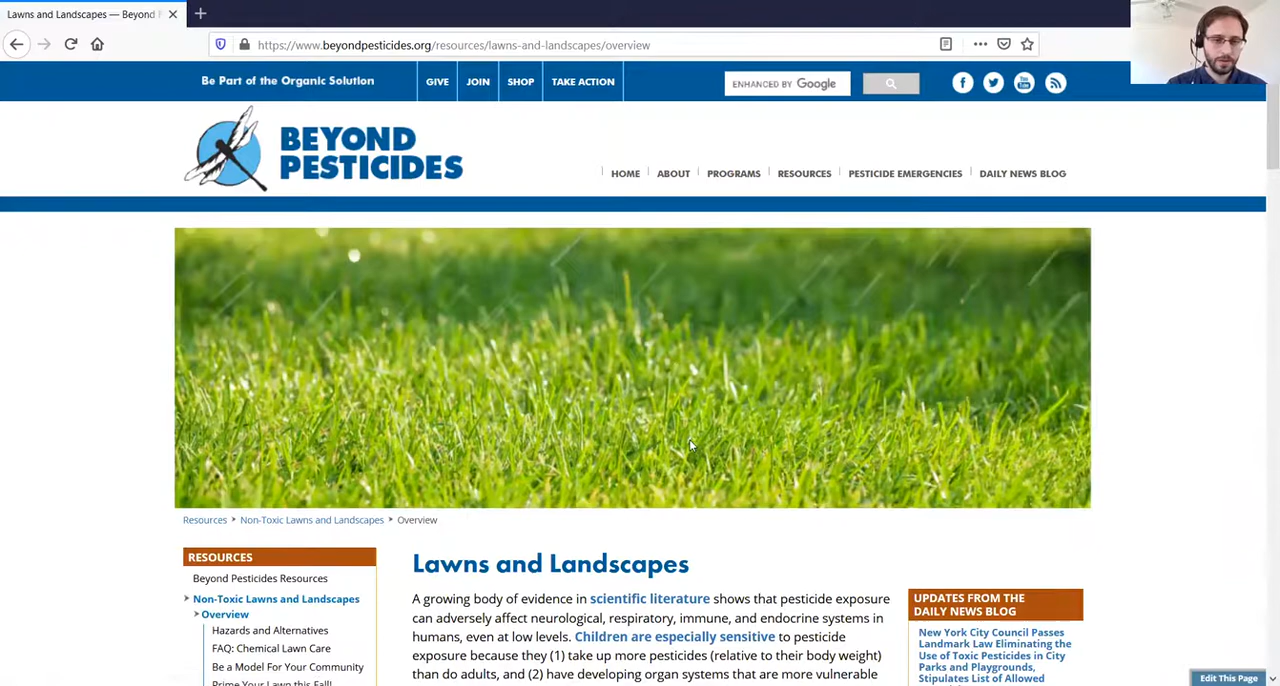 Lawns and Landscapes — Beyond
https://www.beyondpesticides.org/resources/lawns-and-landscapes/overview
Be Part of the Organic Solution
GIVE
JOIN
SHOP
TAKE ACTION
ENHANCED BY Google
f
You Tube
BEYOND
PESTICIDES
HOME
ABOUT
PROGRAMS
RESOURCES
PESTICIDE EMERGENCIES
DAILY NEWS BLOG
Resources > Non-Toxic Lawns and Landscapes > Overview
RESOURCES
Beyond Pesticides Resources
Non-Toxic Lawns and Landscapes
Overview
Hazards and Alternatives
FAQ: Chemical Lawn Care
Be a Model For Your Community
Prime Your Lawn this Fall!
Lawns and Landscapes
A growing body of evidence in scientific literature shows that pesticide exposure
can adversely affect neurological, respiratory, immune, and endocrine systems in
humans, even at low levels. Children are especially sensitive to pesticide
exposure because they (1) take up more pesticides (relative to their body weight)
than do adults, and (2) have developing organ systems that are more vulnerable
UPDATES FROM THE
DAILY NEWS BLOG
New York City Council Passes
Landmark Law Eliminating the
Use of Toxic Pesticides in City
Parks and Playgrounds,
Stipulates List of Allowed
Edit This Page